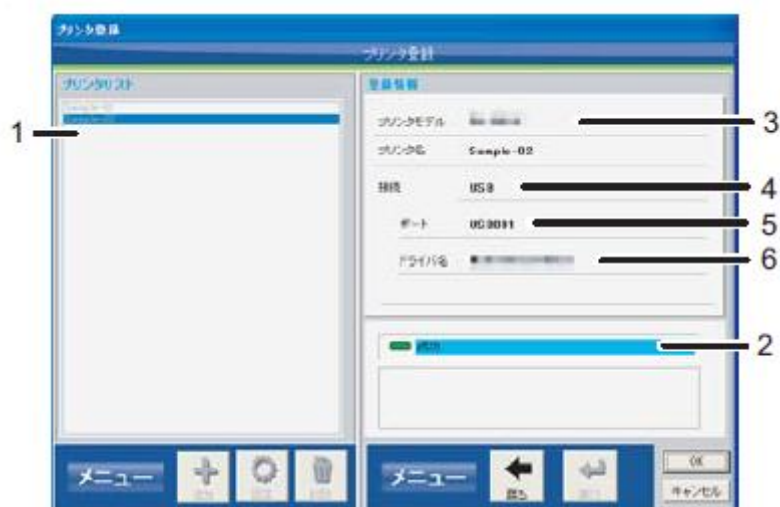 プリンタ登録
プリンタ登録
プリンタリスト
登録情報
Sample-02
プリンタモデル
3
1
プリンタ名 Sample-02
接続 USB
4
ポート USB001
5
ドライバ名
6
2
メニュー
メニュー
戻る
OK
キャンセル